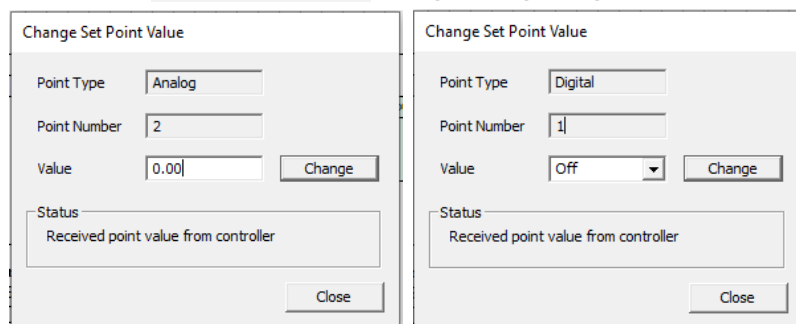 Change Set Point Value
Point Type Analog
Point Number 2
Value 0.00 Change
Status
Received point value from controller
Close
Change Set Point Value
Point Type Digital
Point Number 1
Value Off Change
Status
Received point value from controller
Close